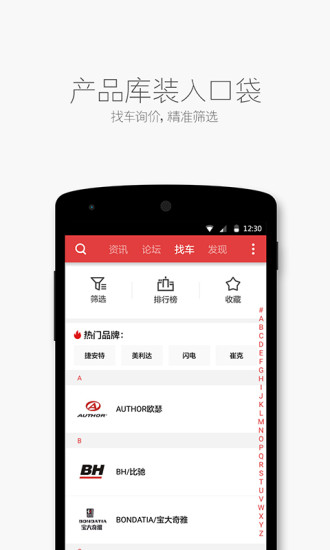 产品库装入口袋
找车询价, 精准筛选
12:30
资讯 论坛 找车 发现
筛选 排行榜 收藏
热门品牌：
捷安特 美利达 闪电 崔克
#
A
B
C
D
E
F
G
H
I
J
K
L
M
N
O
P
Q
R
S
T
U
V
W
X
Y
Z
A
AUTHOR AUTHOR欧瑟
B
BH BH/比驰
BONDATIA
宝大奇雅
BONDATIA/宝大奇雅